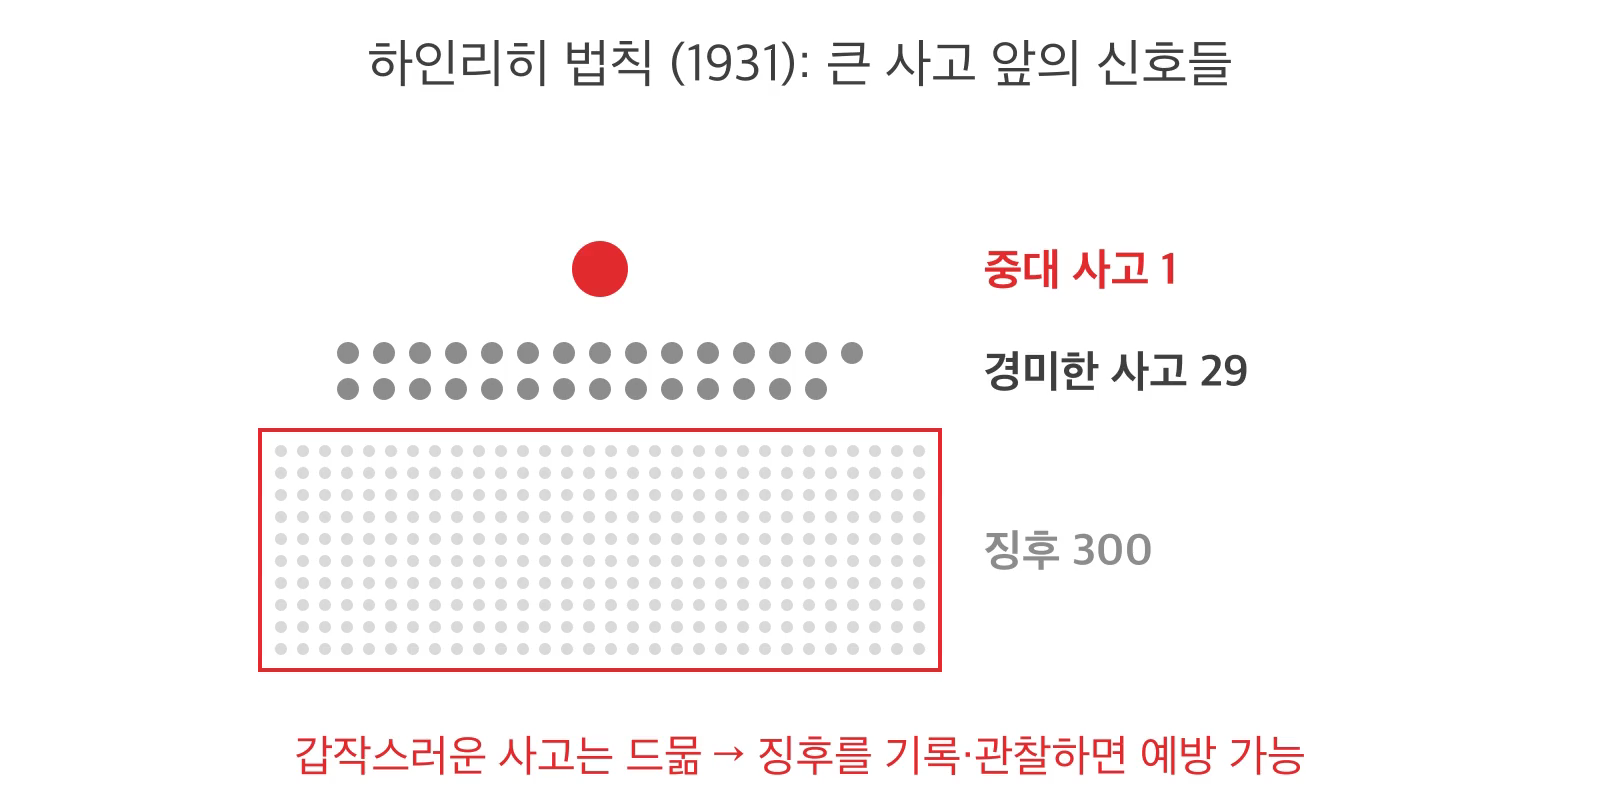 하인리히 법칙 (1931): 큰 사고 앞의 신호들
중대 사고 1
경미한 사고 29
징후 300
갑작스러운 사고는 드묾 → 징후를 기록·관찰하면 예방 가능